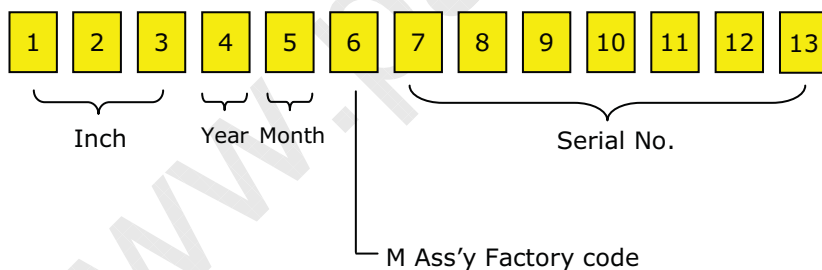 1 2 3 4 5 6 7 8 9 10 11 12 13
Inch Year Month Serial No.
M Ass’y Factory code